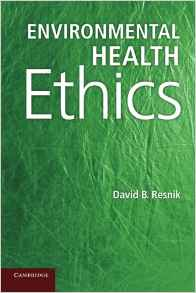 ENVIRONMENTAL
HEALTH
Ethics
David B. Resnik
CAMBRIDGE